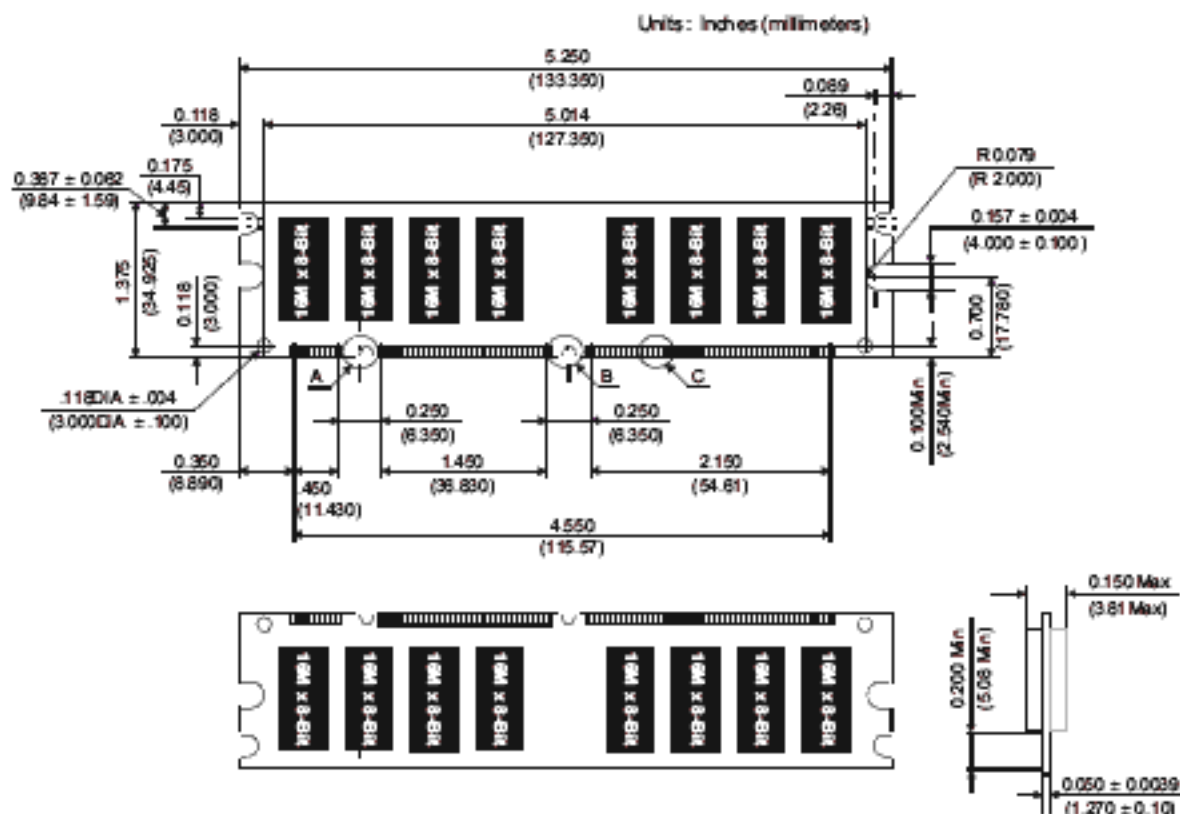 Units : Inches (millimeters)
5.250
(133.350)
0.089
(2.26)
0.118
(3.000)
5.014
(127.350)
R 0.079
(R 2.000)
0.175
(4.45)
0.387 ± 0.062
(9.84 ± 1.59)
0.157 ± 0.004
(4.000 ± 0.100 )
16M x 8-Bit
16M x 8-Bit
16M x 8-Bit
16M x 8-Bit
16M x 8-Bit
16M x 8-Bit
16M x 8-Bit
16M x 8-Bit
1.375
(34.925)
0.118
(3.000)
0.700
(17.780)
A
B
C
.118DIA ± .004
(3.000DIA ± .100)
0.250
(6.350)
0.250
(6.350)
0.100Min
(2.540Min)
0.350
(8.890)
.450
(11.430)
1.450
(36.830)
2.150
(54.61)
4.550
(115.57)
0.150 Max
(3.81 Max)
0.200 Min
(5.08 Min)
16M x 8-Bit
16M x 8-Bit
16M x 8-Bit
16M x 8-Bit
16M x 8-Bit
16M x 8-Bit
16M x 8-Bit
16M x 8-Bit
0.050 ± 0.0039
(1.270 ± 0.10)